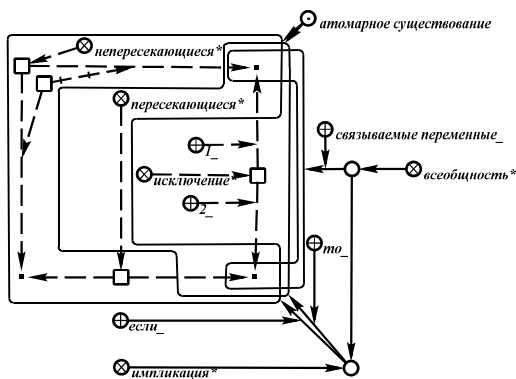 атомарное существование
непересекающиеся*
пересекающиеся*
связываемые переменные_
1_
исключение*
всеобщность*
2_
то_
если_
импликация*